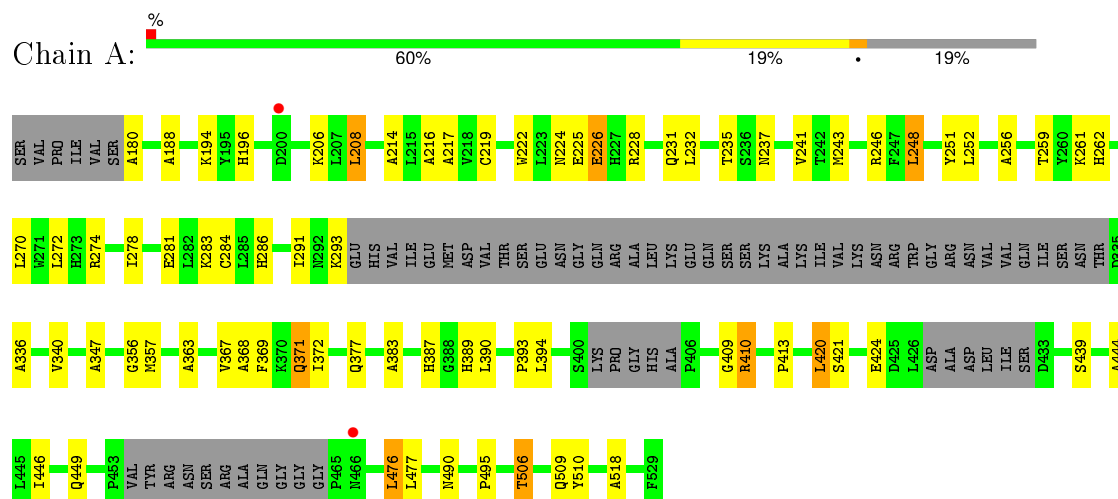 %
Chain A:
60% 19% • 19%
SER VAL PRO ILE VAL SER A180 A188 K194 Y195 H196 D200 K206 L207 L208 A214 L215 A216 A217 V218 C219 W222 L223 N224 E225 E226 H227 R228 Q231 L232 T235 S236 N237 V241 T242 M243 R246 F247 L248 Y251 L252 A256 T259 Y260 K261 H262
L270 W271 L272 H273 R274 I278 E281 L282 K283 C284 L285 H286 I291 N292 K293 GLU HIS VAL ILE GLU MET ASP VAL THR SER GLU ASN GLY GLN ARG ALA LEU LYS GLU GLN SER SER LYS ALA LYS ILE VAL LYS ASN ARG TRP GLY ARG ASN VAL VAL GLN ILE SER ASN THR D335
A336 V340 A347 G356 M357 A363 V367 A368 F369 K370 Q371 I372 Q377 A383 H387 G388 H389 L390 P393 L394 S400 LYS PRO GLY HIS ALA P406 G409 R410 P413 L420 S421 E424 D425 L426 ASP ALA ASP LEU ILE SER D433 S439 A444
L445 I446 Q449 P453 VAL TYR ARG ASN SER ARG ALA GLN GLY GLY GLY P465 N466 L476 L477 N490 P495 T506 Q509 Y510 A518 F529